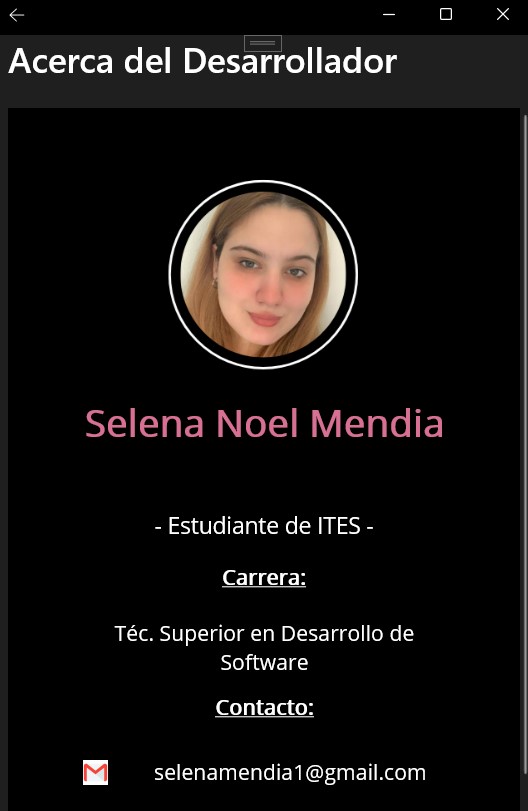 Acerca del Desarrollador
Selena Noel Mendia
- Estudiante de ITES -
Carrera:
Téc. Superior en Desarrollo de
Software
Contacto:
selenamendia1@gmail.com